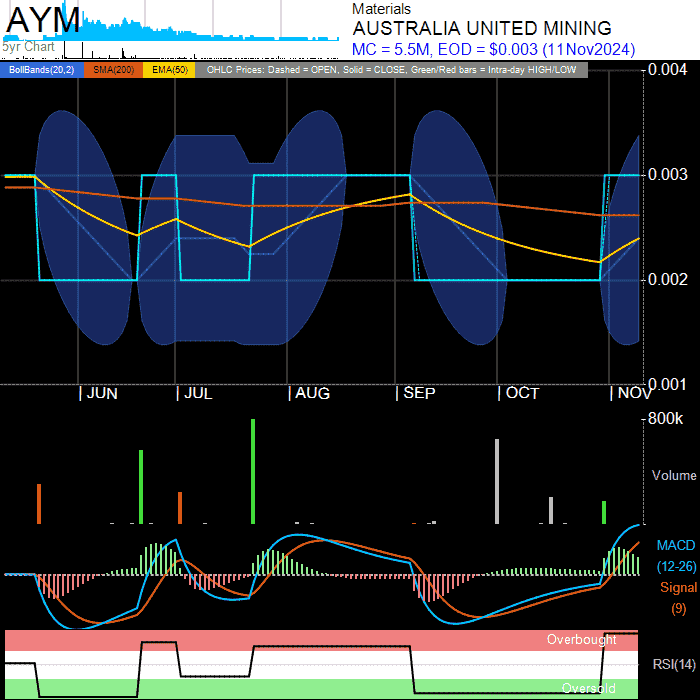 AYM
5yr Chart
Materials
AUSTRALIA UNITED MINING
MC = 5.5M, EOD = $0.003 (11Nov2024)
BollBands(20,2) SMA(200) EMA(50) OHLC Prices: Dashed = OPEN, Solid = CLOSE, Green/Red bars = Intra-day HIGH/LOW
0.004
0.003
0.002
0.001
JUN JUL AUG SEP OCT NOV
800k
Volume
MACD
(12-26)
Signal
(9)
Overbought
RSI(14)
Oversold